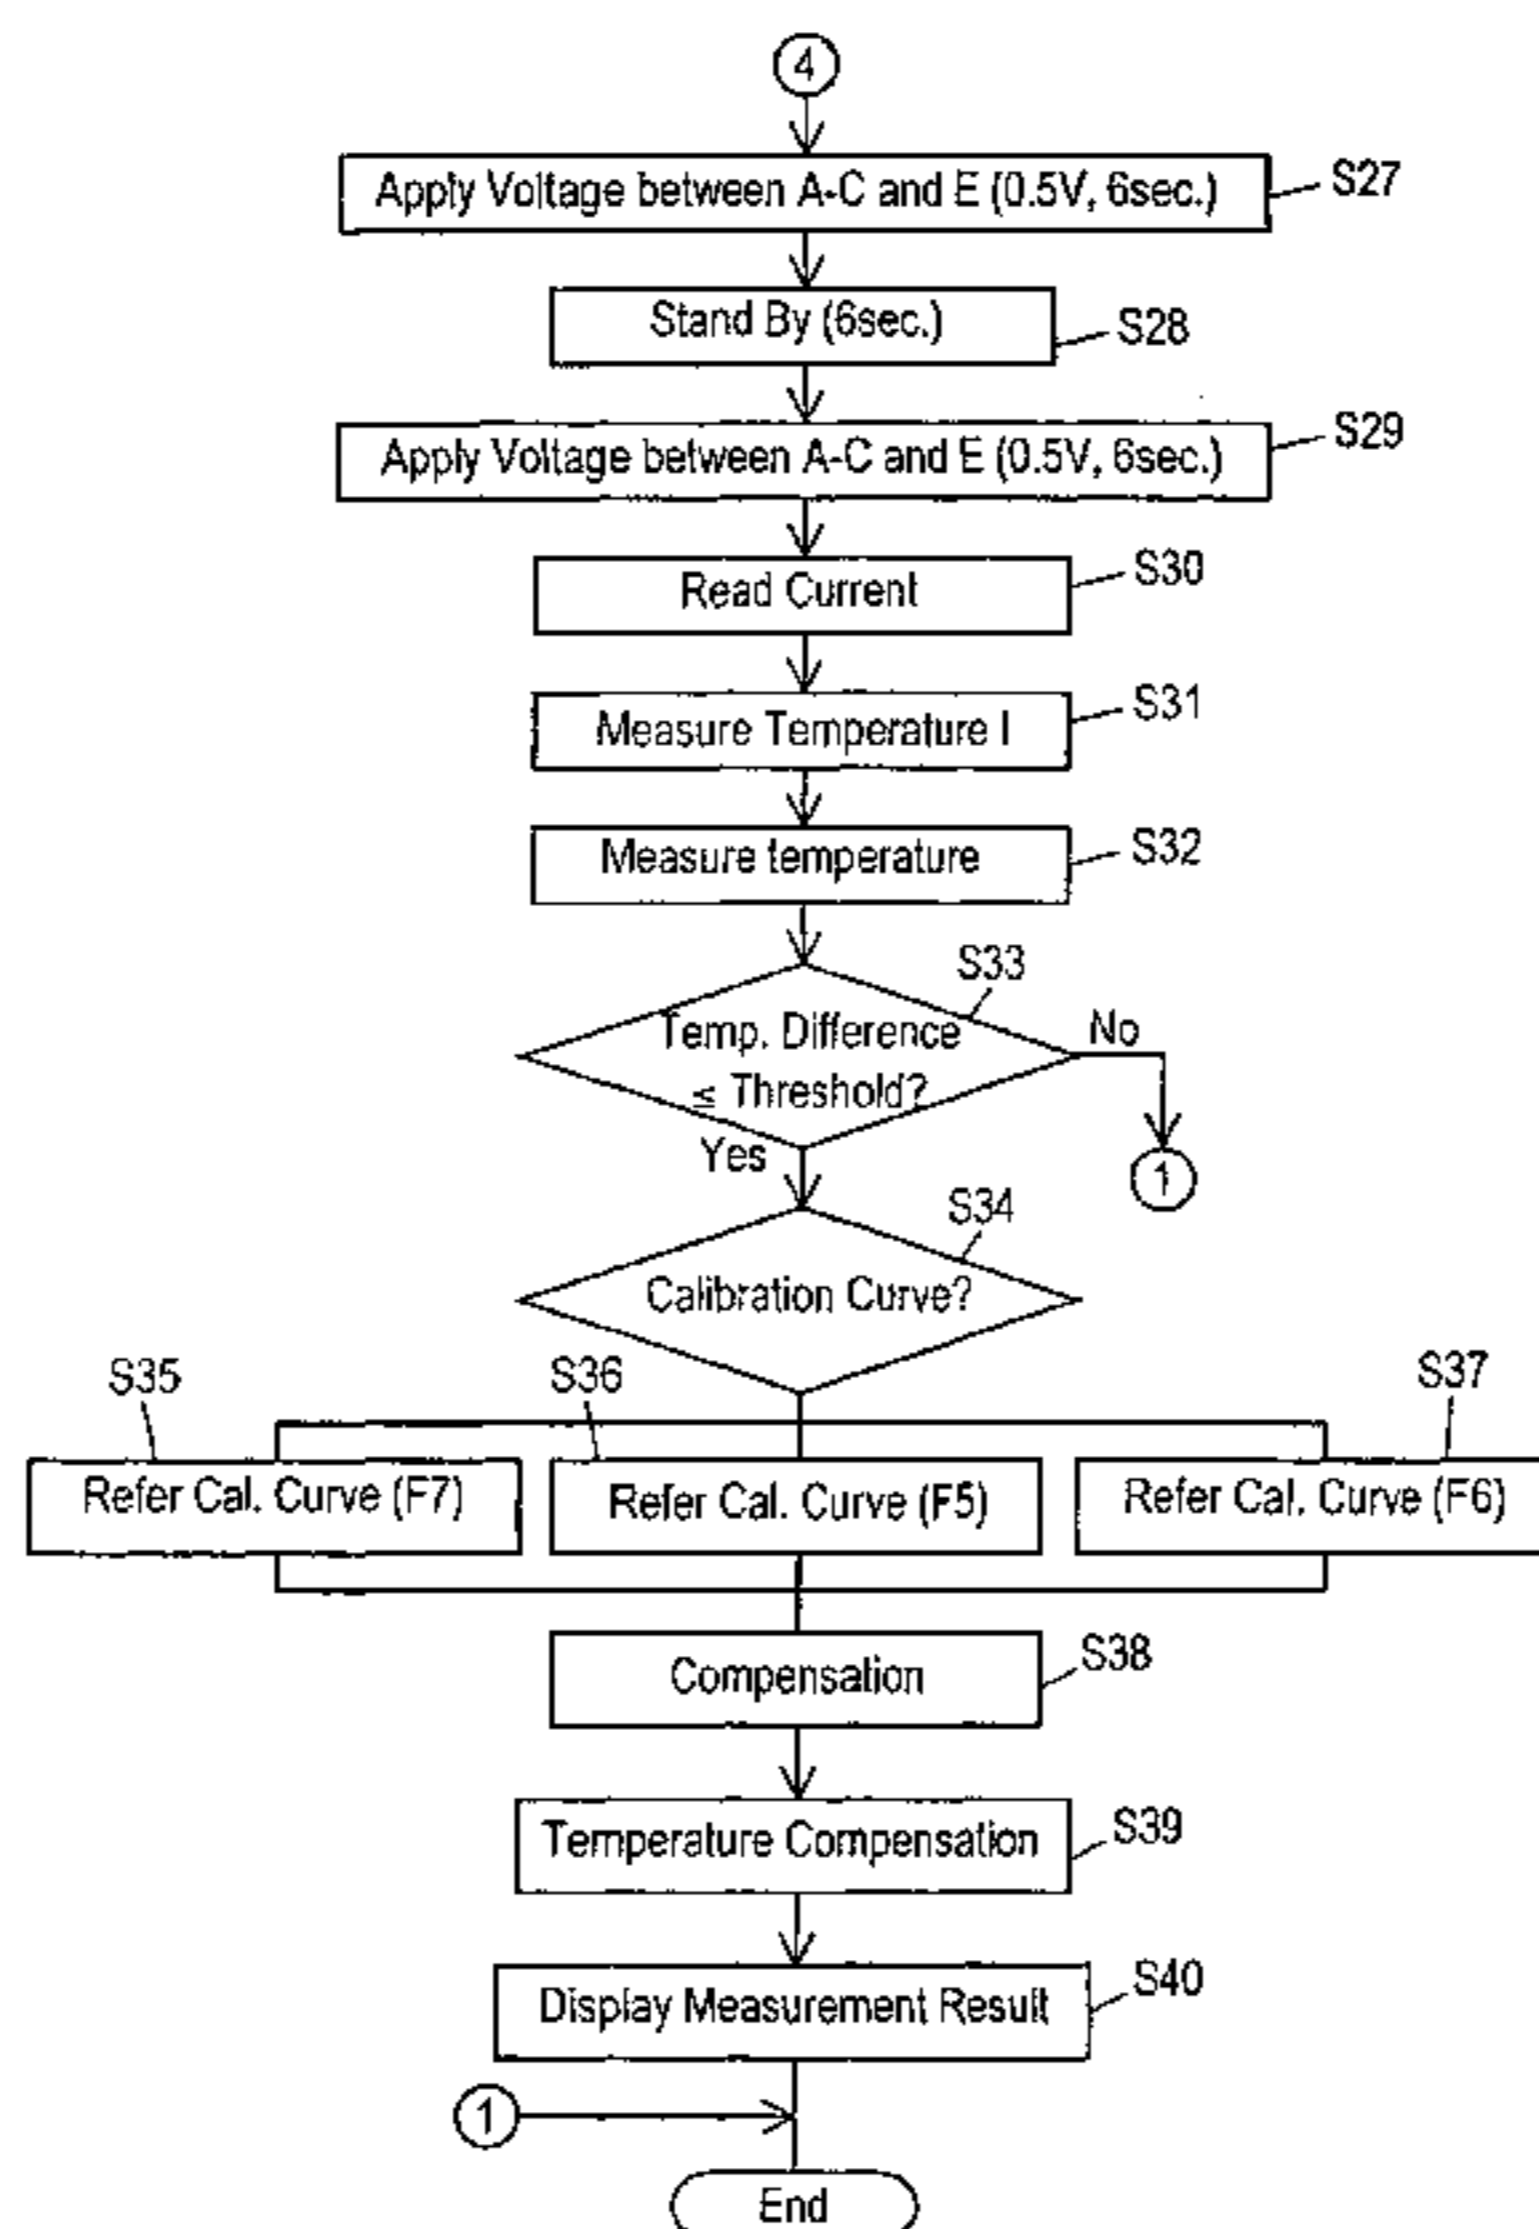 4
Apply Voltage between A-C and E (0.5V, 6sec.)
S27
Stand By (6sec.)
S28
Apply Voltage between A-C and E (0.5V, 6sec.)
S29
Read Current
S30
Measure Temperature I
S31
Measure temperature
S32
S33
Temp. Difference
≤ Threshold?
No
Yes
1
S34
Calibration Curve?
S35
S36
S37
Refer Cal. Curve (F7)
Refer Cal. Curve (F5)
Refer Cal. Curve (F6)
Compensation
S38
Temperature Compensation
S39
Display Measurement Result
S40
1
End